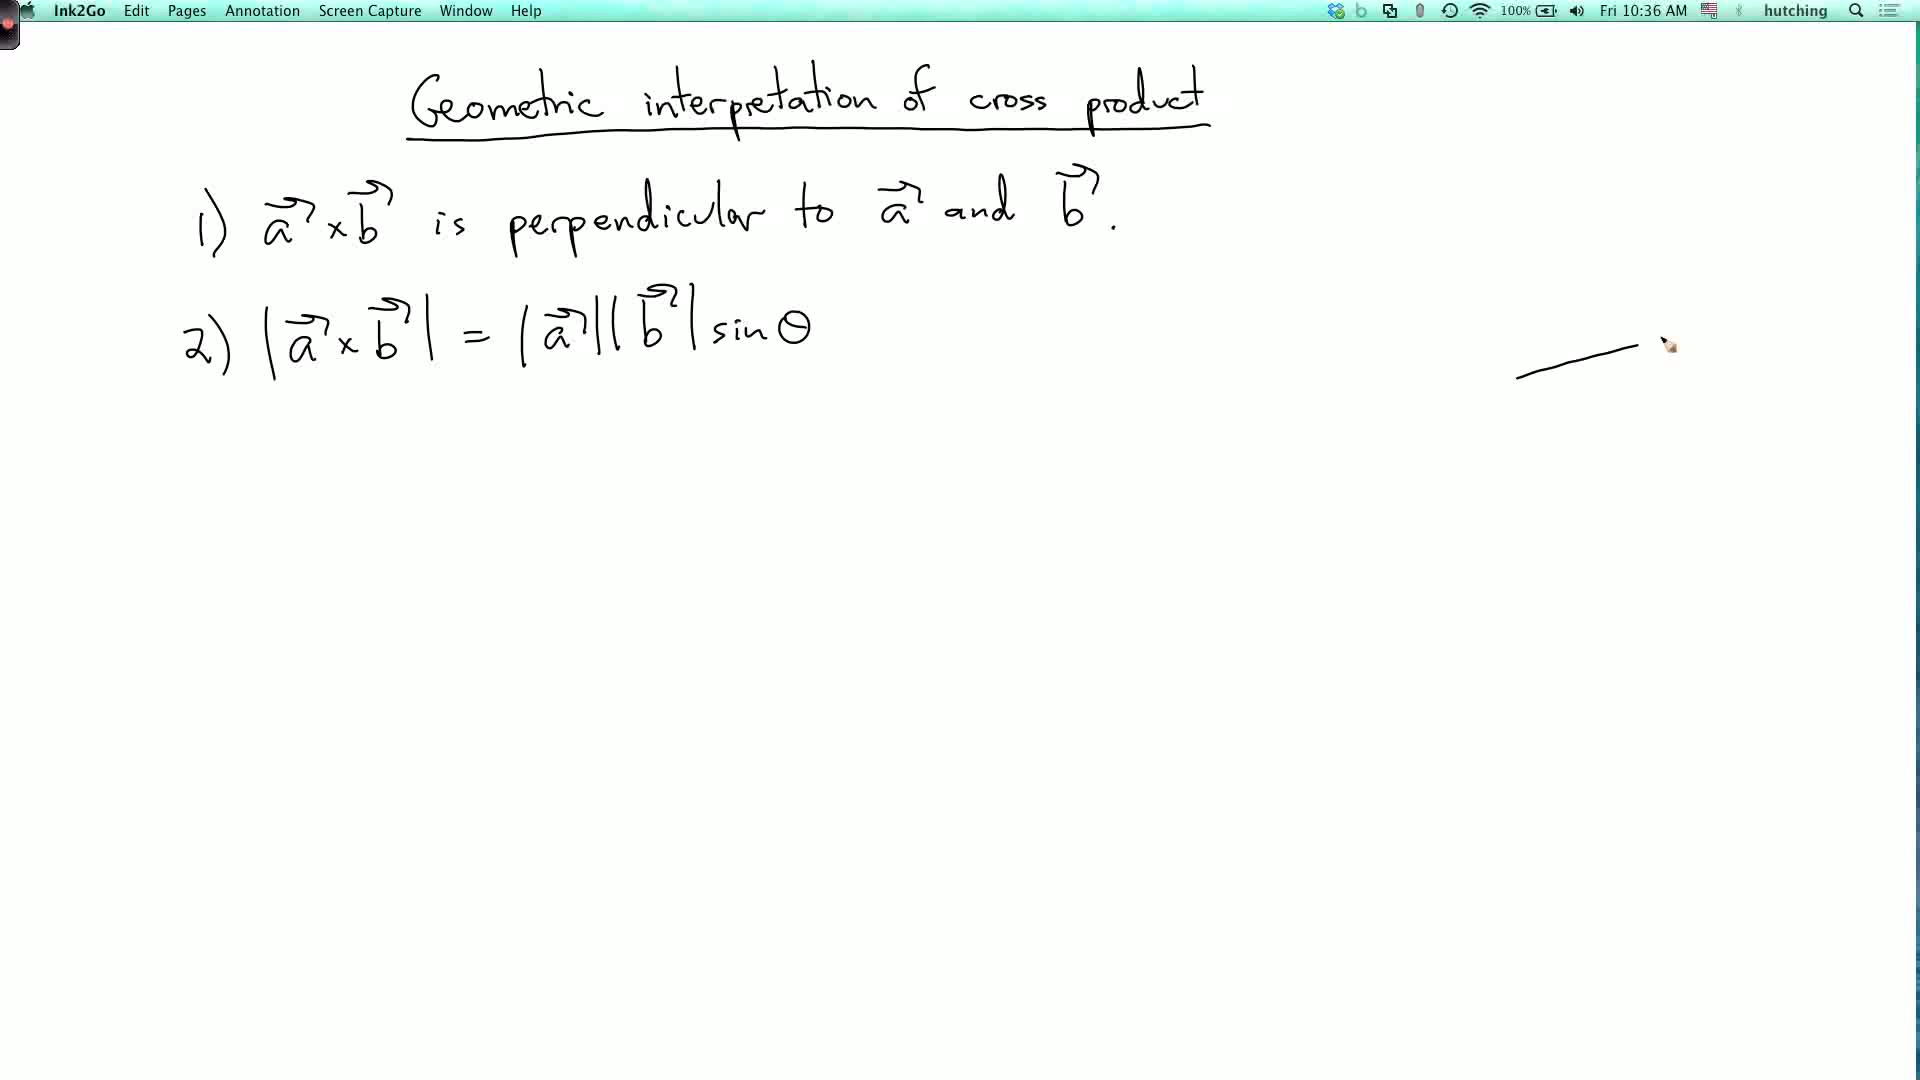 Ink2Go Edit Pages Annotation Screen Capture Window Help 100% Fri 10:36 AM hutching
Geometric interpretation of cross product
1) a⃗ × b⃗ is perpendicular to a⃗ and b⃗.
2) |a⃗ × b⃗| = |a⃗||b⃗| sin θ